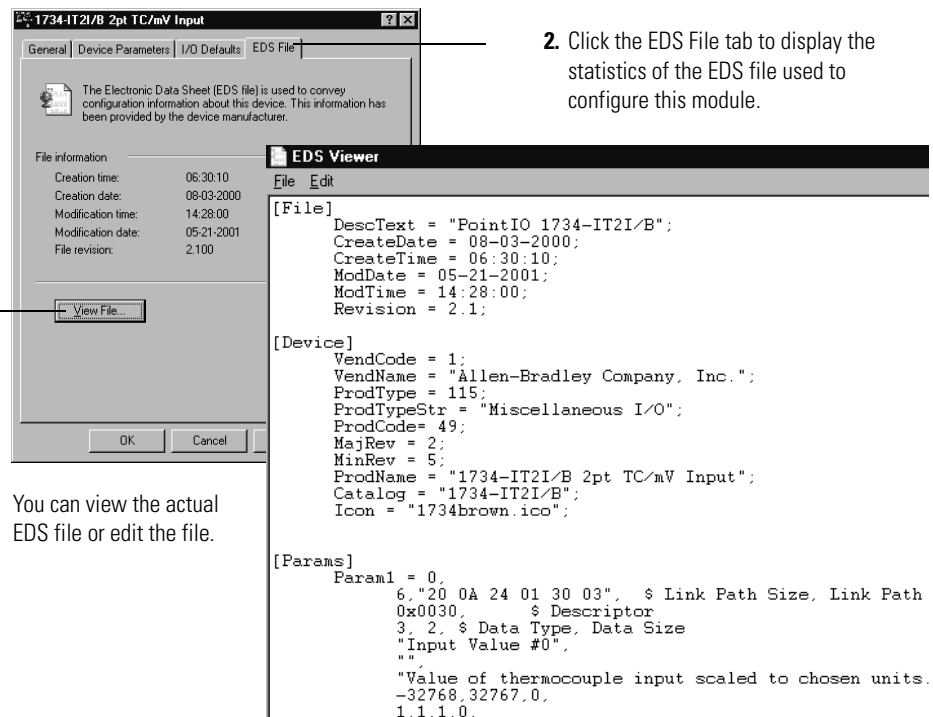 1734-IT2I/B 2pt TC/mV Input
General Device Parameters I/O Defaults EDS File
The Electronic Data Sheet (EDS file) is used to convey
configuration information about this device. This information has
been provided by the device manufacturer.
File information
Creation time: 06:30:10
Creation date: 08-03-2000
Modification time: 14:28:00
Modification date: 05-21-2001
File revision: 2.100
View File...
OK Cancel
2. Click the EDS File tab to display the
statistics of the EDS file used to
configure this module.
You can view the actual
EDS file or edit the file.
EDS Viewer
File Edit
[File]
DescText = "PointIO 1734-IT2I/B";
CreateDate = 08-03-2000;
CreateTime = 06:30:10;
ModDate = 05-21-2001;
ModTime = 14:28:00;
Revision = 2.1;
[Device]
VendCode = 1;
VendName = "Allen-Bradley Company, Inc.";
ProdType = 115;
ProdTypeStr = "Miscellaneous I/O";
ProdCode= 49;
MajRev = 2;
MinRev = 5;
ProdName = "1734-IT2I/B 2pt TC/mV Input";
Catalog = "1734-IT2I/B";
Icon = "1734brown.ico";
[Params]
Param1 = 0,
6,"20 0A 24 01 30 03", $ Link Path Size, Link Path
0x0030, $ Descriptor
3, 2, $ Data Type, Data Size
"Input Value #0",
"",
"Value of thermocouple input scaled to chosen units.
-32768,32767,0,
1,1,1,0,